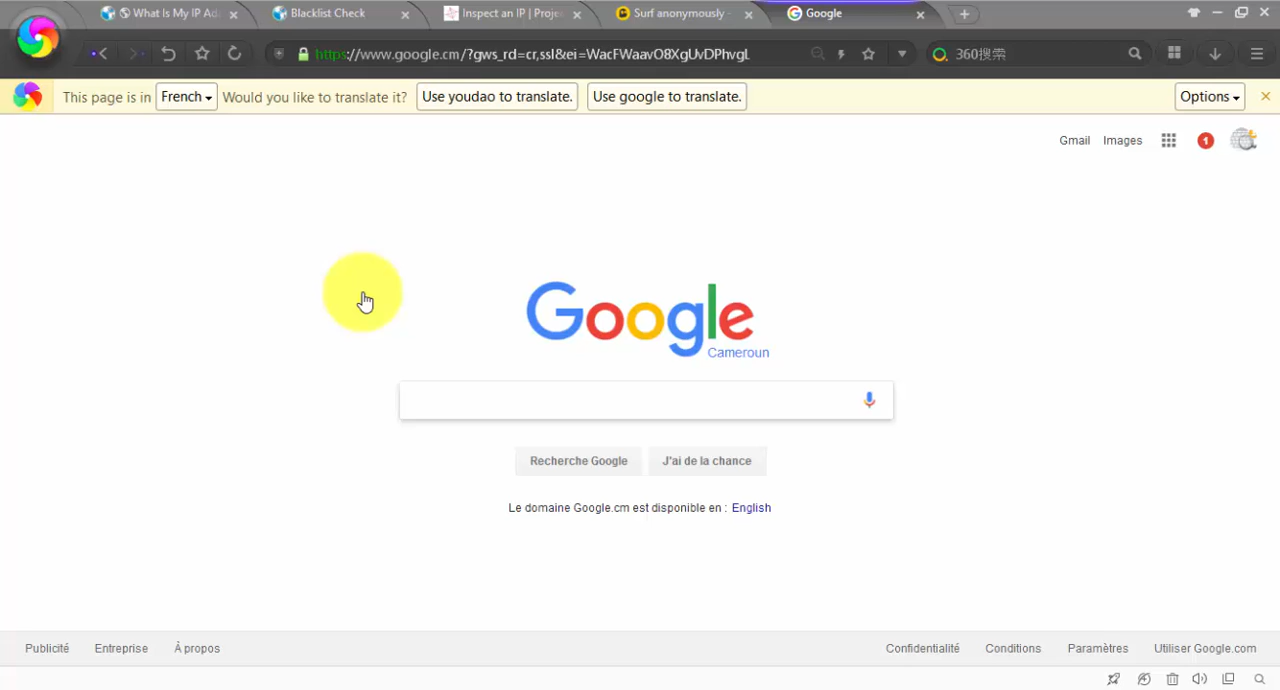 What Is My IP Ad
Blacklist Check
Inspect an IP | Proje
Surf anonymously -
Google
https://www.google.cm/?gws_rd=cr,ssl&ei=WacFWaavO8XgUvDPhvgL
360搜索
This page is in French Would you like to translate it? Use youdao to translate. Use google to translate. Options
Gmail Images 1
Google
Cameroun
Recherche Google J'ai de la chance
Le domaine Google.cm est disponible en : English
Publicité Entreprise À propos Confidentialité Conditions Paramètres Utiliser Google.com